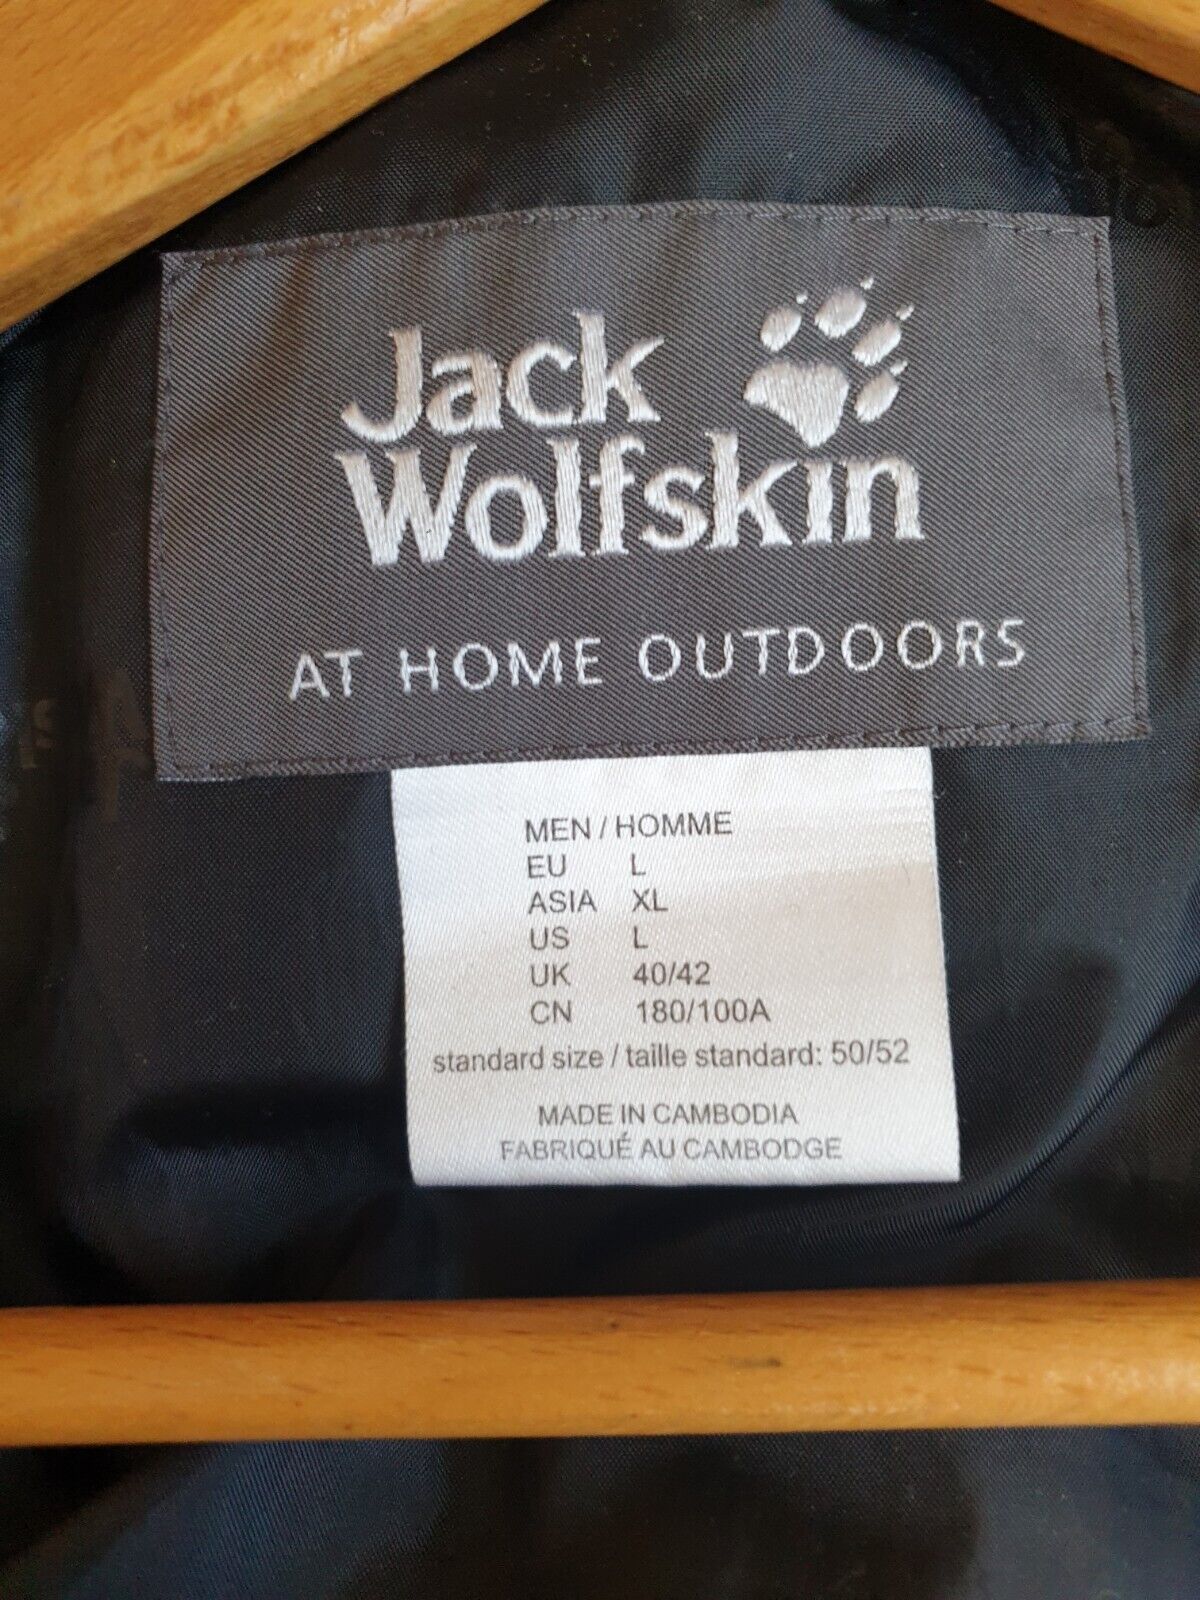 Jack
Wolfskin
AT HOME OUTDOORS
MEN / HOMME
EU L
ASIA XL
US L
UK 40/42
CN 180/100A
standard size / taille standard: 50/52
MADE IN CAMBODIA
FABRIQUÉ AU CAMBODGE